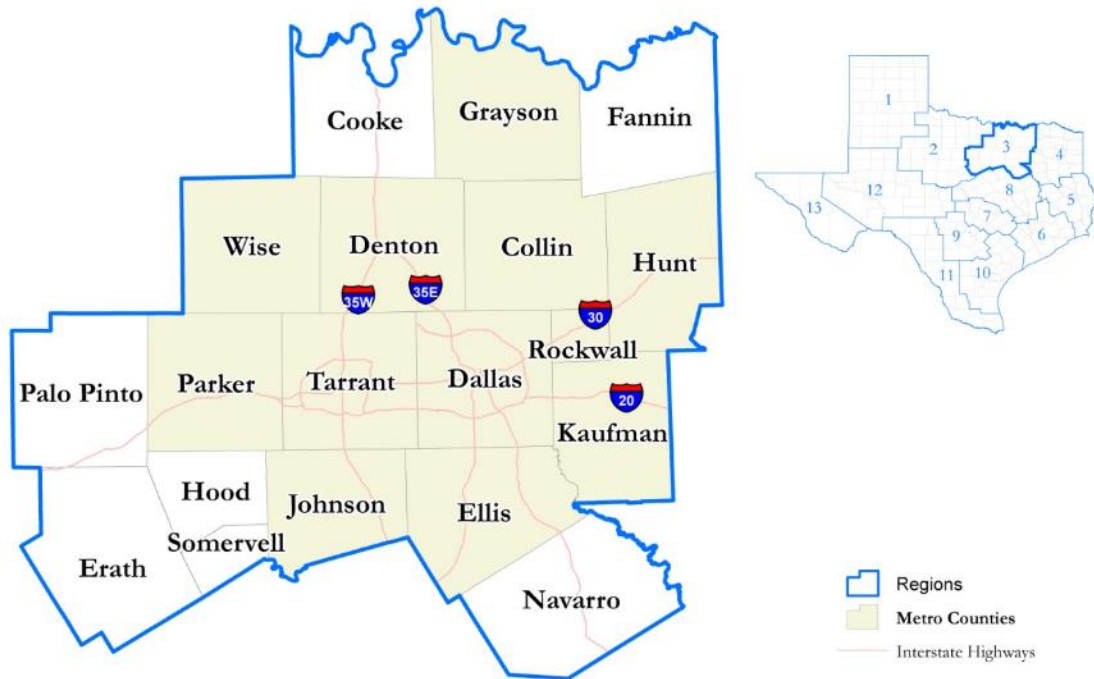 Cooke
Grayson
Fannin
Wise
Denton
Collin
Hunt
35W
35E
30
Rockwall
Palo Pinto
Parker
Tarrant
Dallas
20
Kaufman
Hood
Johnson
Ellis
Somervell
Erath
Navarro
1
2
3
4
12
8
5
13
7
9
6
11
10
Regions
Metro Counties
Interstate Highways